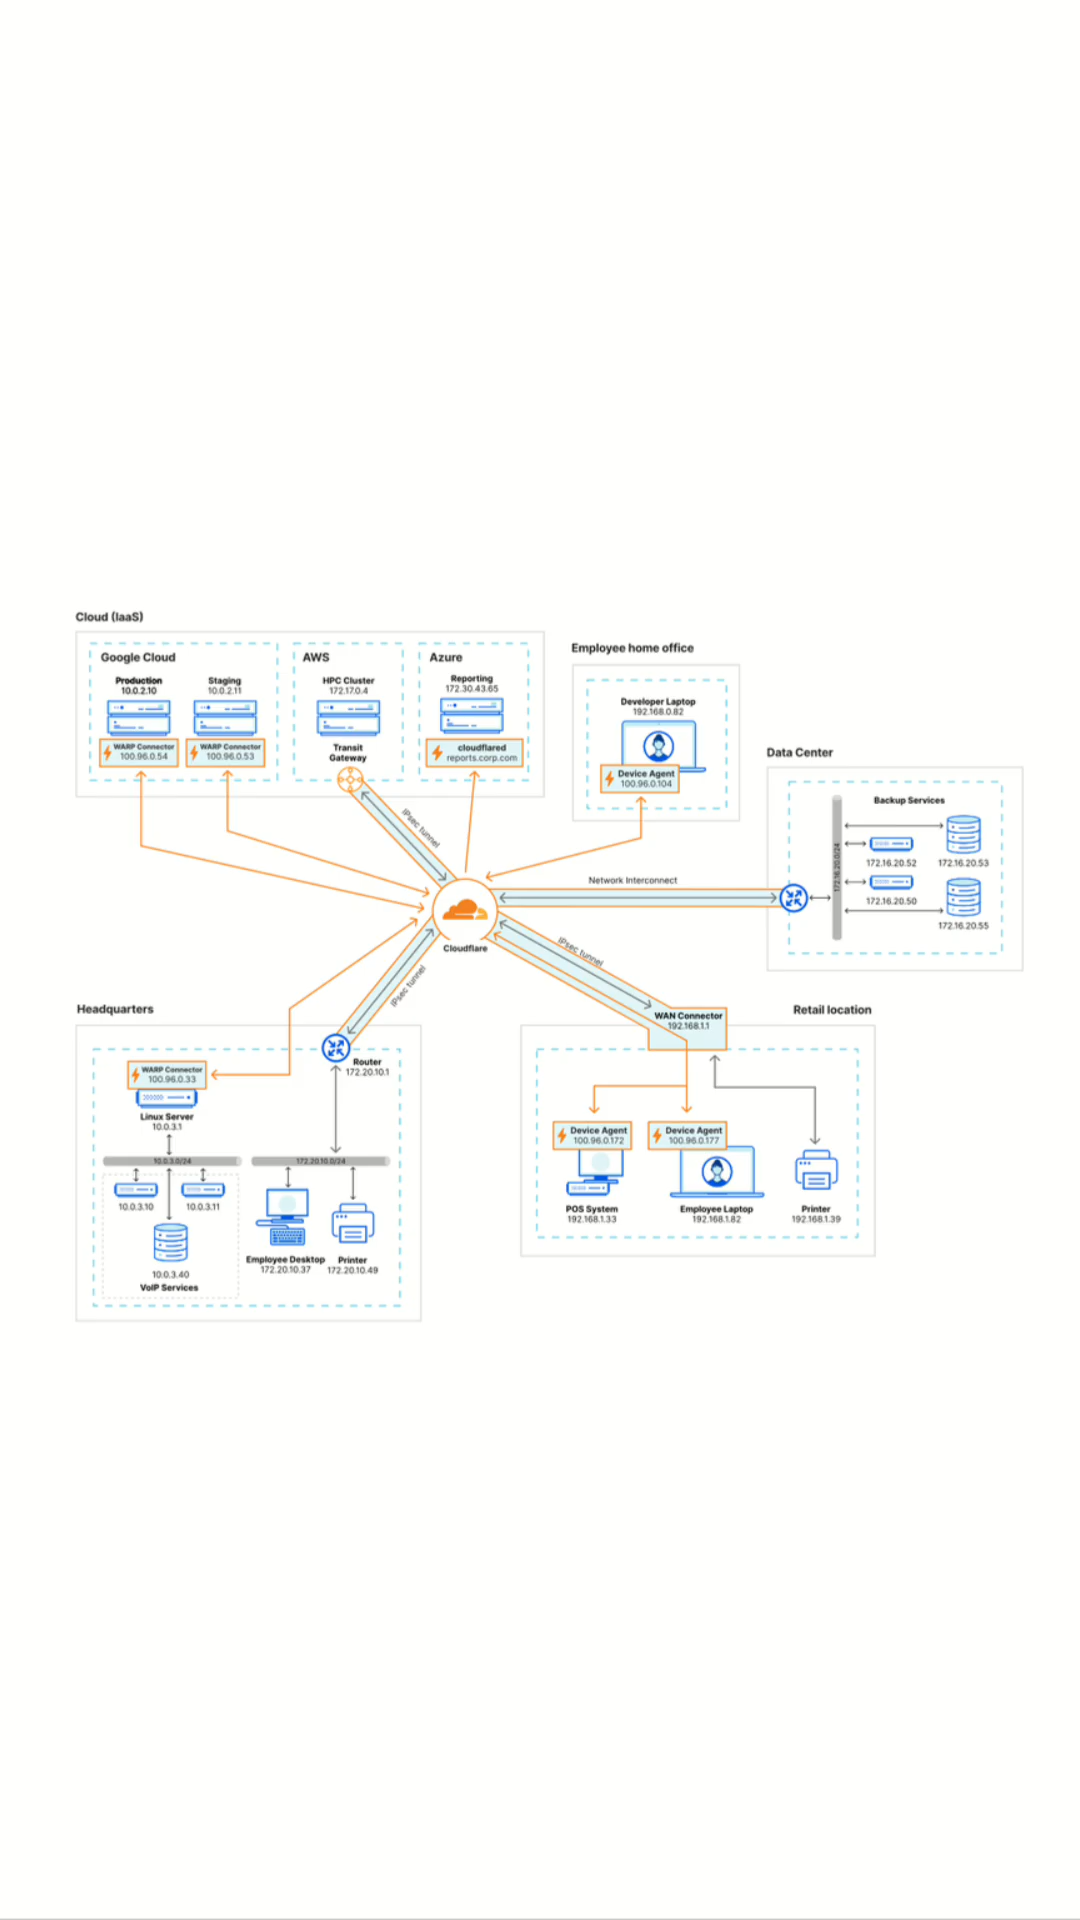 Cloud (IaaS)
Google Cloud
Production
10.0.2.10
WARP Connector
100.96.0.54
Staging
10.0.2.11
WARP Connector
100.96.0.53
AWS
HPC Cluster
172.17.0.4
Transit
Gateway
Azure
Reporting
172.30.43.65
cloudflared
reports.corp.com
Employee home office
Developer Laptop
192.168.0.82
Device Agent
100.96.0.104
Data Center
Backup Services
172.16.20.0/24
172.16.20.52
172.16.20.53
172.16.20.50
172.16.20.55
IPsec tunnel
Network Interconnect
Cloudflare
IPsec tunnel
IPsec tunnel
Headquarters
Router
172.20.10.1
WARP Connector
100.96.0.33
Linux Server
10.0.3.1
10.0.3.0/24
172.20.10.0/24
10.0.3.10
10.0.3.11
10.0.3.40
VoIP Services
Employee Desktop
172.20.10.37
Printer
172.20.10.49
Retail location
WAN Connector
192.168.1.1
Device Agent
100.96.0.172
Device Agent
100.96.0.177
POS System
192.168.1.33
Employee Laptop
192.168.1.82
Printer
192.168.1.39